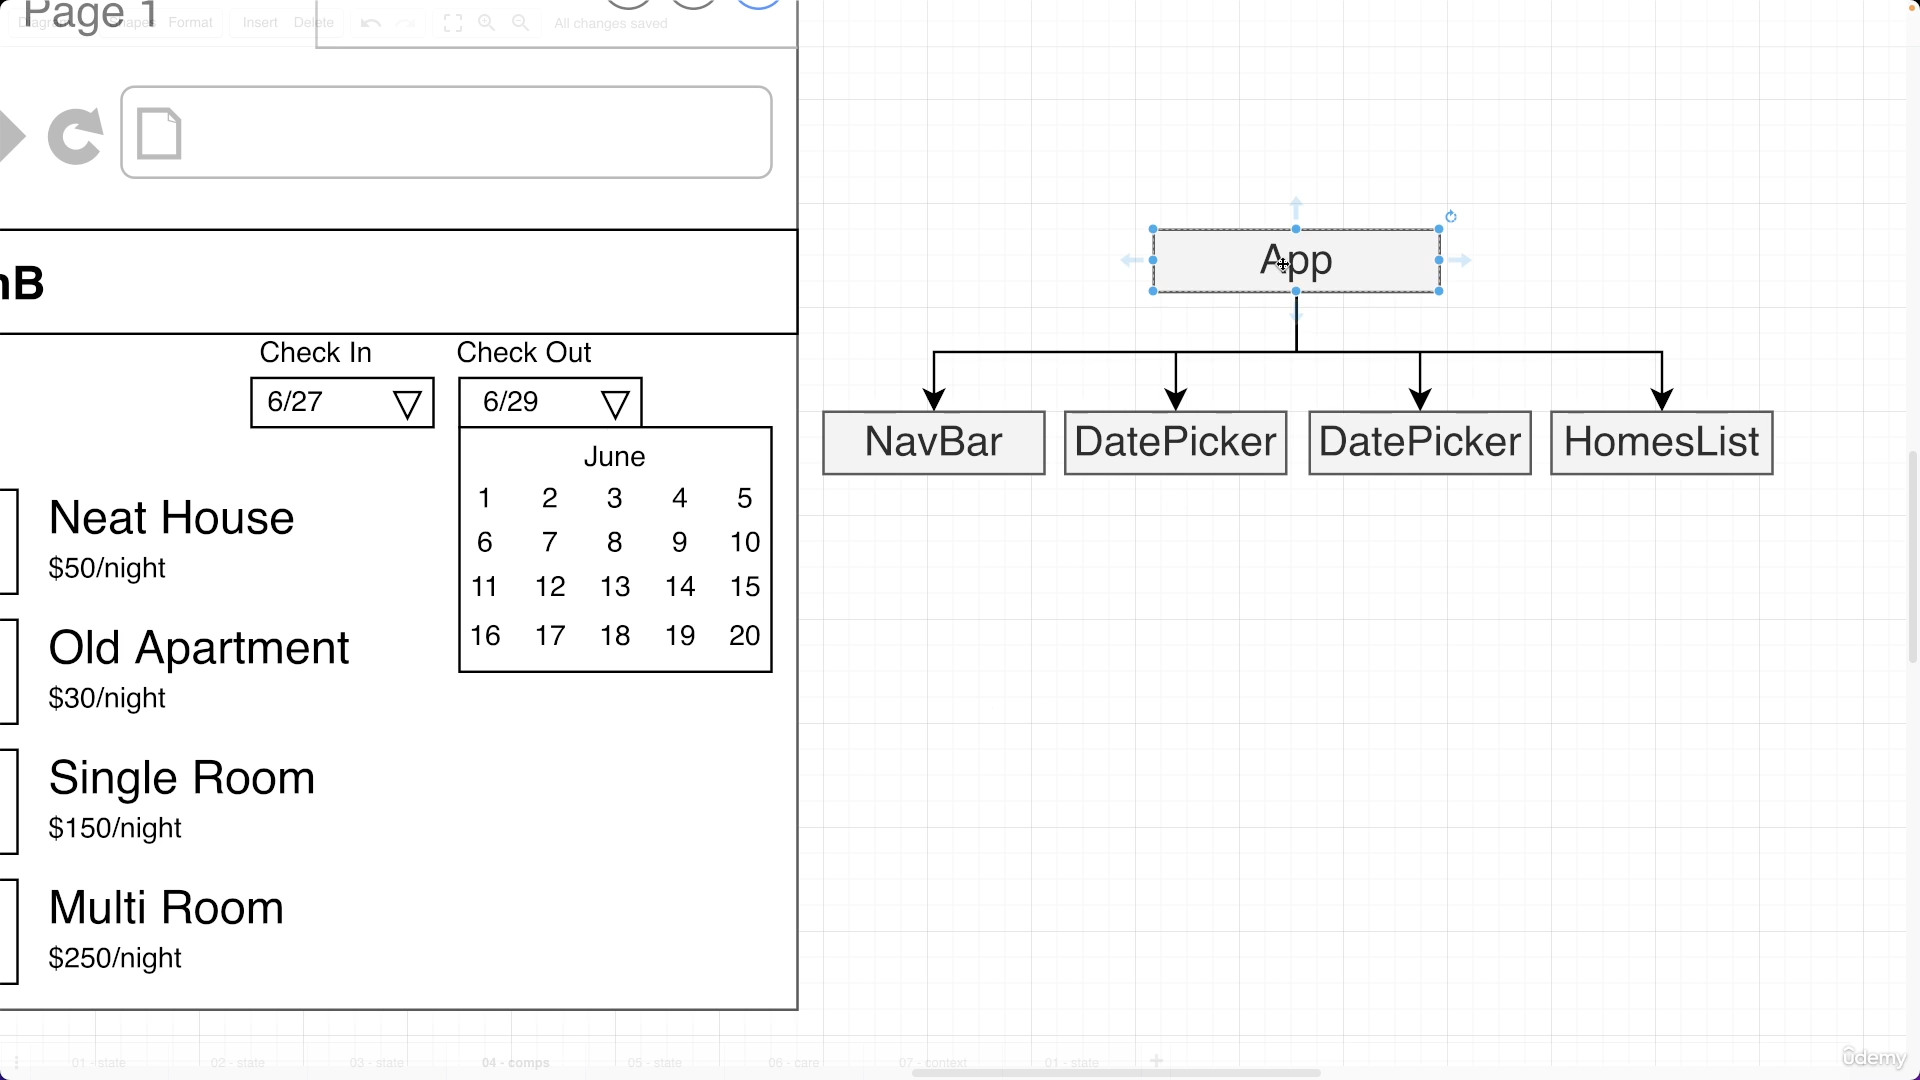 Page 1
Diagram Shapes Format Insert Delete All changes saved
nB
Check In Check Out
6/27 6/29
June
1 2 3 4 5
6 7 8 9 10
11 12 13 14 15
16 17 18 19 20
Neat House
$50/night
Old Apartment
$30/night
Single Room
$150/night
Multi Room
$250/night
App
NavBar DatePicker DatePicker HomesList
01 - state 02 - state 03 - state 04 - comps 05 - state 06 - care 07 - context 01 - state
ûdemy